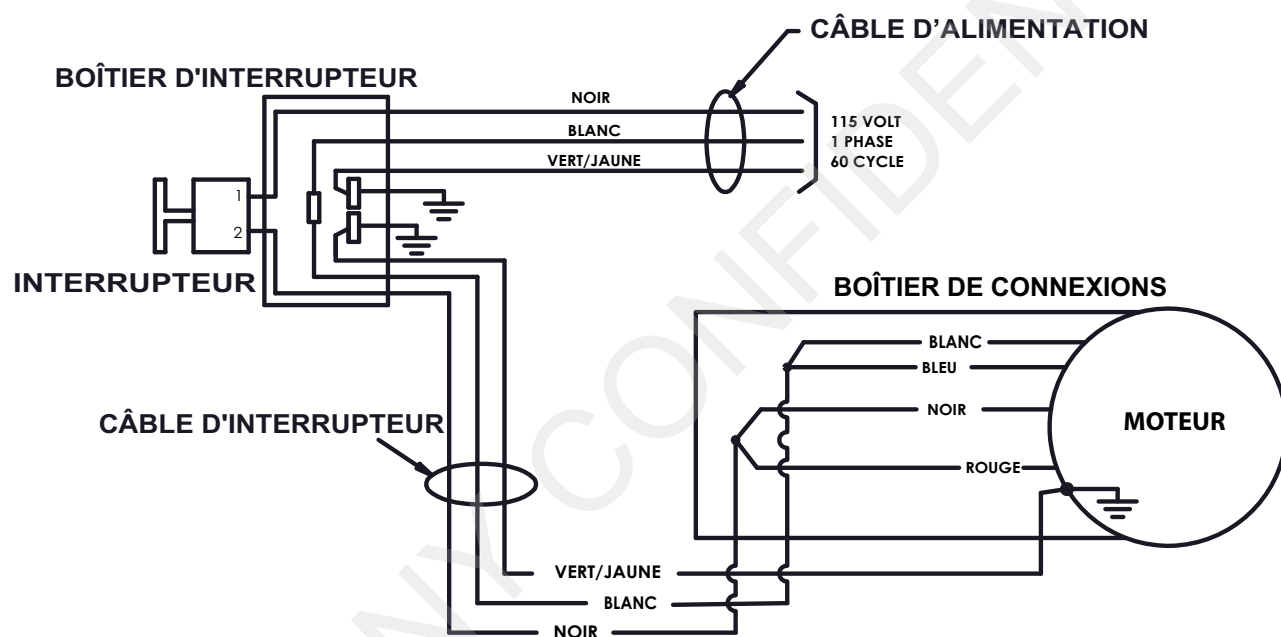 CÂBLE D'ALIMENTATION
BOÎTIER D'INTERRUPTEUR
NOIR
BLANC
VERT/JAUNE
115 VOLT
1 PHASE
60 CYCLE
1
2
INTERRUPTEUR
BOÎTIER DE CONNEXIONS
BLANC
BLEU
NOIR
ROUGE
MOTEUR
CÂBLE D'INTERRUPTEUR
VERT/JAUNE
BLANC
NOIR